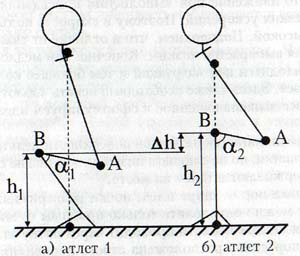 В
α₁
А
h₁
В
Δh
α₂
А
h₂
а) атлет 1
б) атлет 2